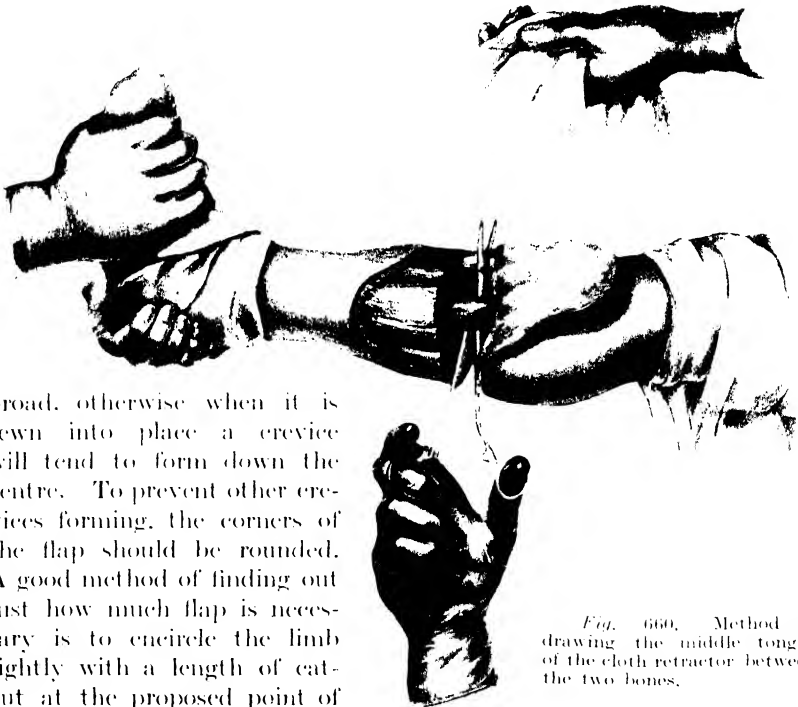 road, otherwise when it is
ewn into place a crevice
will tend to form down the
entre. To prevent other cre-
vices forming, the corners of
he flap should be rounded.
A good method of finding out
ust how much flap is neces-
ary is to encircle the limb
ightly with a length of cat-
ut at the proposed point of
Fig. 660. Method
drawing the middle tong
of the cloth retractor betwee
the two bones.